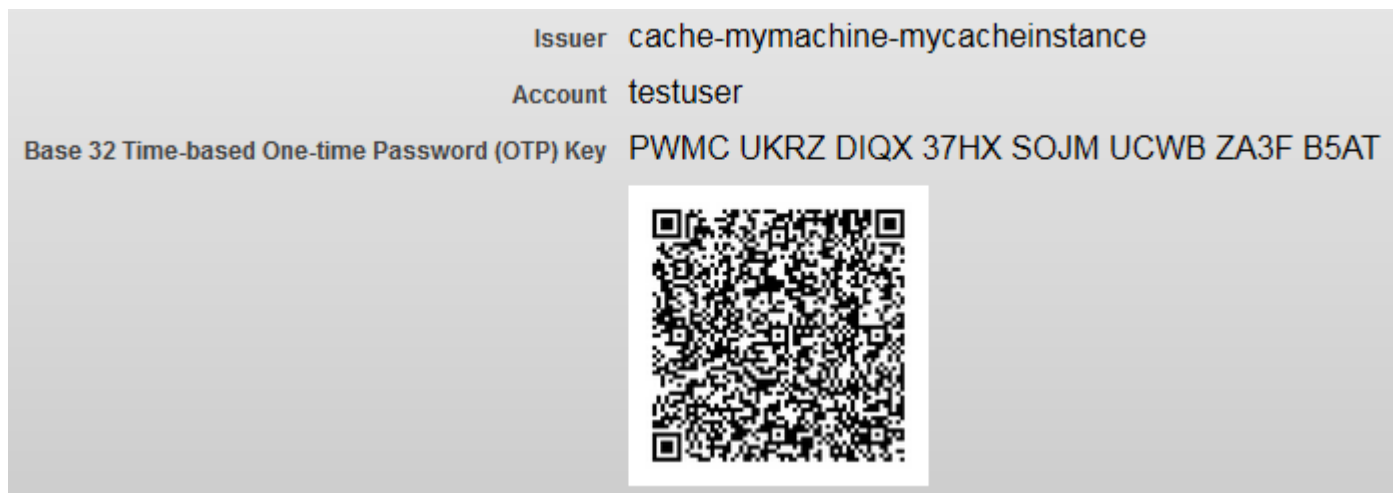 Issuer cache-mymachine-mycacheinstance
Account testuser
Base 32 Time-based One-time Password (OTP) Key PWMC UKRZ DIQX 37HX SOJM UCWB ZA3F B5AT